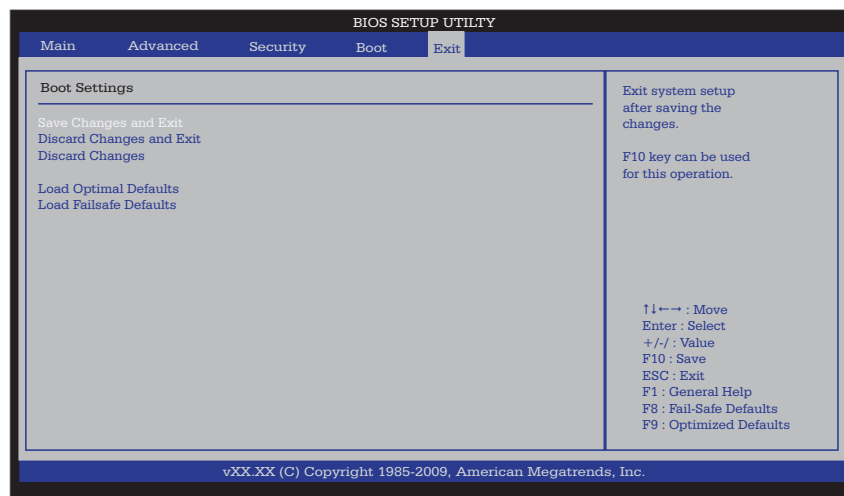 BIOS SETUP UTILTY
Main Advanced Security Boot Exit
Boot Settings
Save Changes and Exit
Discard Changes and Exit
Discard Changes
Load Optimal Defaults
Load Failsafe Defaults
Exit system setup
after saving the
changes.
F10 key can be used
for this operation.
↑↓←→ : Move
Enter : Select
+/-/ : Value
F10 : Save
ESC : Exit
F1 : General Help
F8 : Fail-Safe Defaults
F9 : Optimized Defaults
vXX.XX (C) Copyright 1985-2009, American Megatrends, Inc.